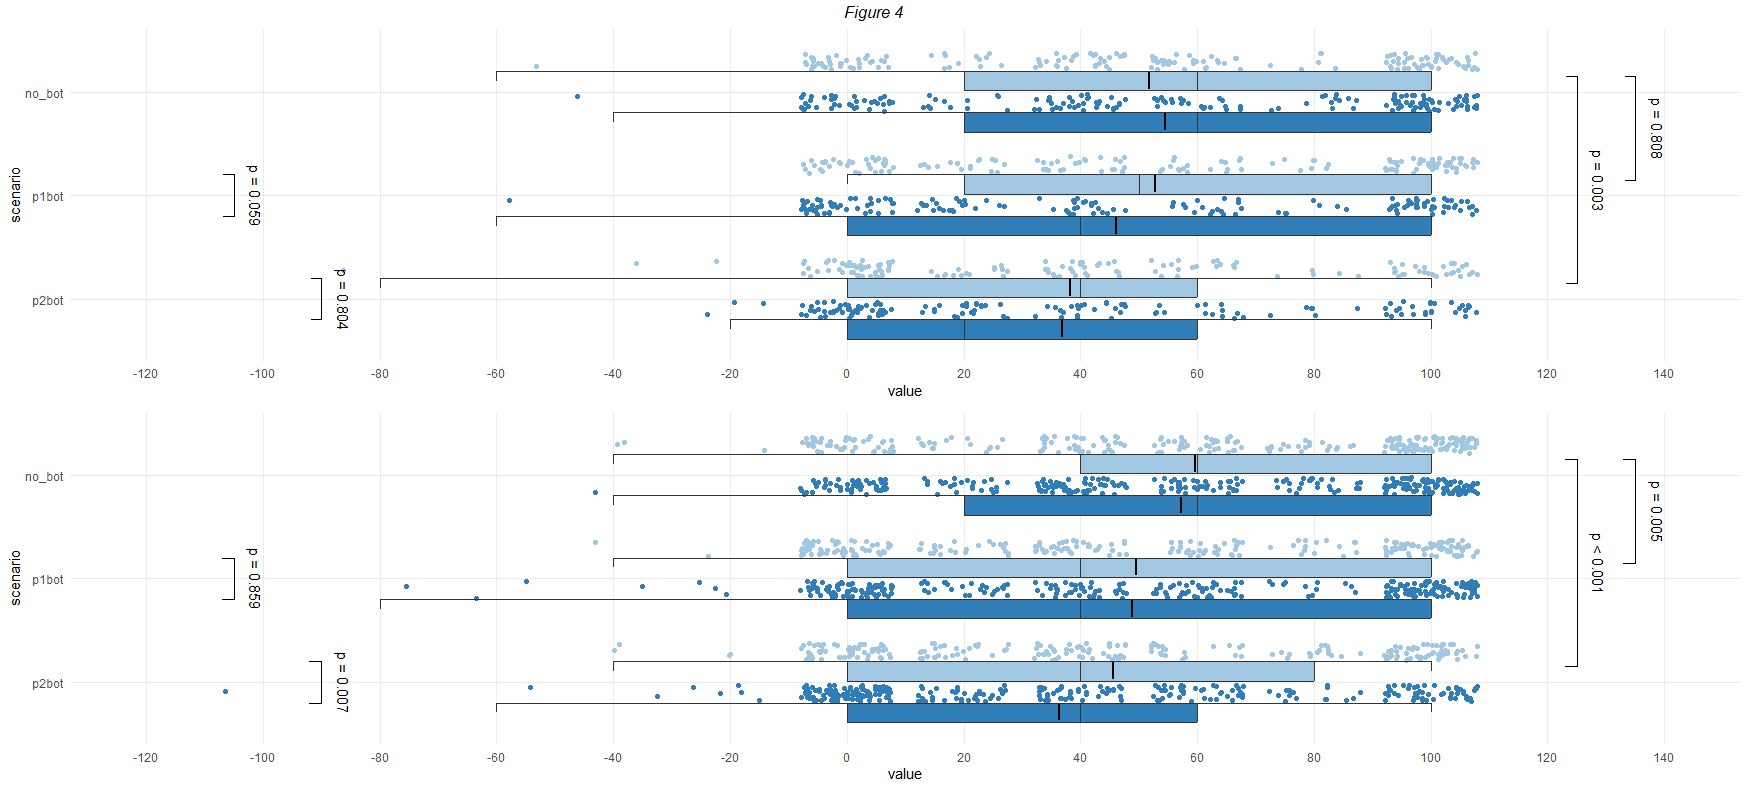 Figure 4
no_bot
p1bot
p2bot
scenario
p = 0.059
p = 0.804
p = 0.003
p = 0.808
-120 -100 -80 -60 -40 -20 0 20 40 60 80 100 120 140
value
no_bot
p1bot
p2bot
scenario
p = 0.859
p = 0.007
p < 0.001
p = 0.005
-120 -100 -80 -60 -40 -20 0 20 40 60 80 100 120 140
value